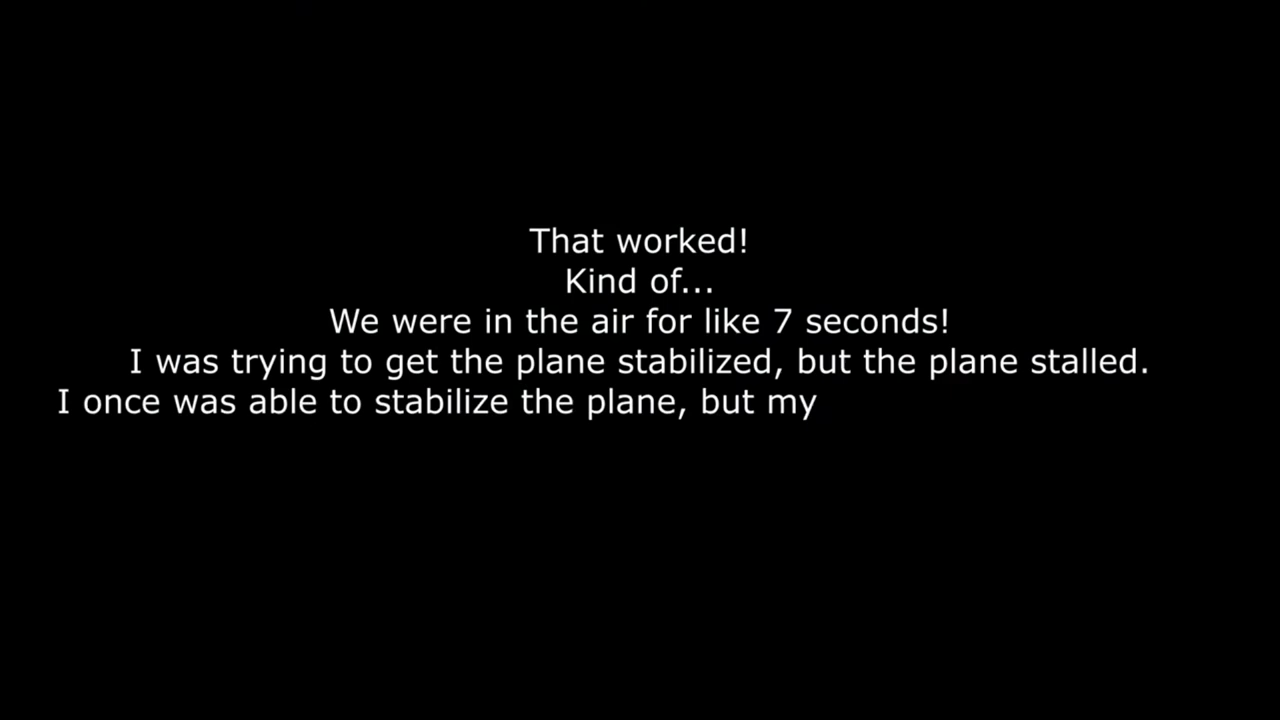 That worked!
Kind of...
We were in the air for like 7 seconds!
I was trying to get the plane stabilized, but the plane stalled.
I once was able to stabilize the plane, but my